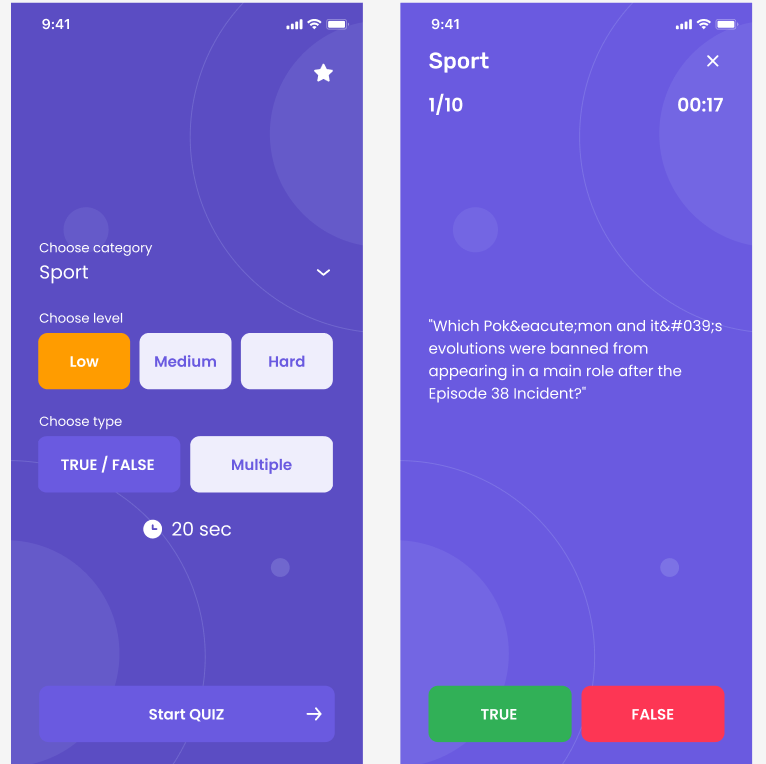 9:41
Choose category
Sport
Choose level
Low Medium Hard
Choose type
TRUE / FALSE Multiple
20 sec
Start QUIZ
9:41
Sport
1/10 00:17
"Which Pok&eacute;mon and it&#039;s
evolutions were banned from
appearing in a main role after the
Episode 38 Incident?"
TRUE FALSE